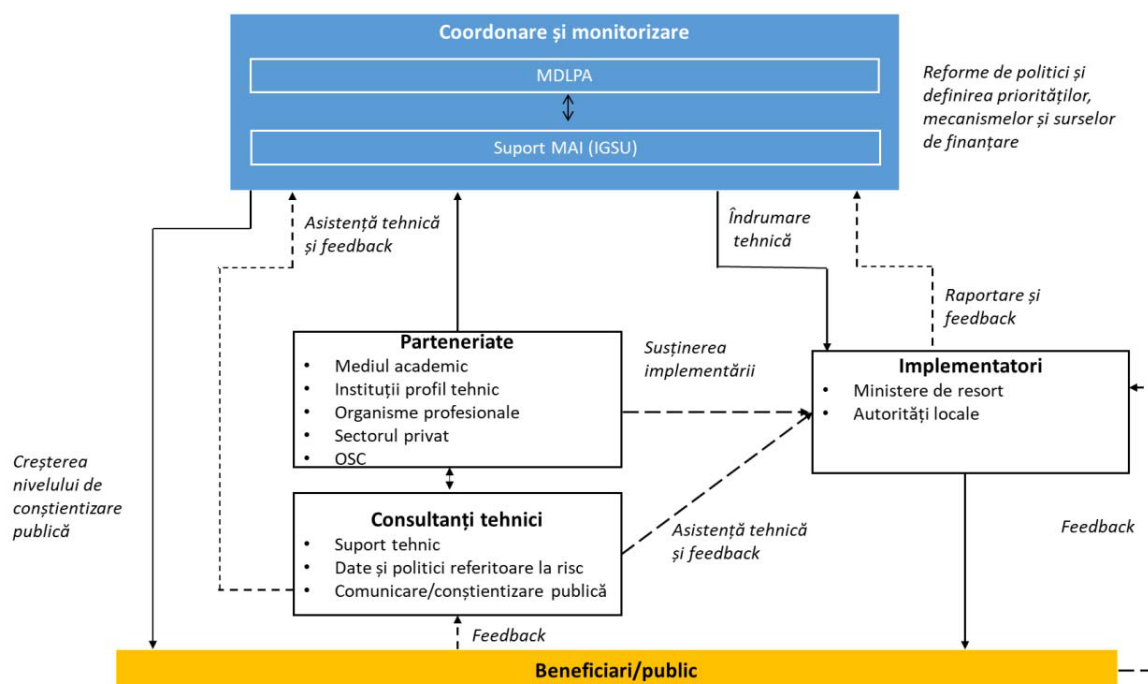 Coordonare și monitorizare
MDLPA
Suport MAI (IGSU)
Reforme de politici și
definirea priorităților,
mecanismelor și surselor
de finanțare
Asistență tehnică
și feedback
Îndrumare
tehnică
Raportare și
feedback
Parteneriate
• Mediul academic
• Instituții profil tehnic
• Organisme profesionale
• Sectorul privat
• OSC
Susținerea
implementării
Implementatori
• Ministere de resort
• Autorități locale
Creșterea
nivelului de
conștientizare
publică
Consultanți tehnici
• Suport tehnic
• Date și politici referitoare la risc
• Comunicare/conștientizare publică
Asistență tehnică
și feedback
Feedback
Feedback
Beneficiari/public